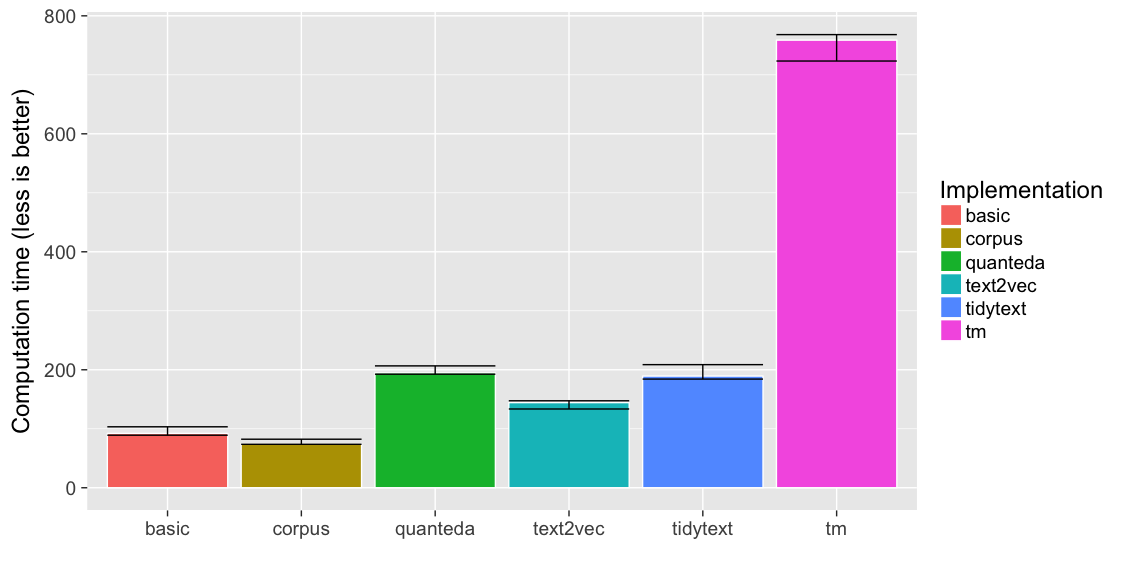 Computation time (less is better)
800
600
400
200
0
basic
corpus
quanteda
text2vec
tidytext
tm
Implementation
basic
corpus
quanteda
text2vec
tidytext
tm